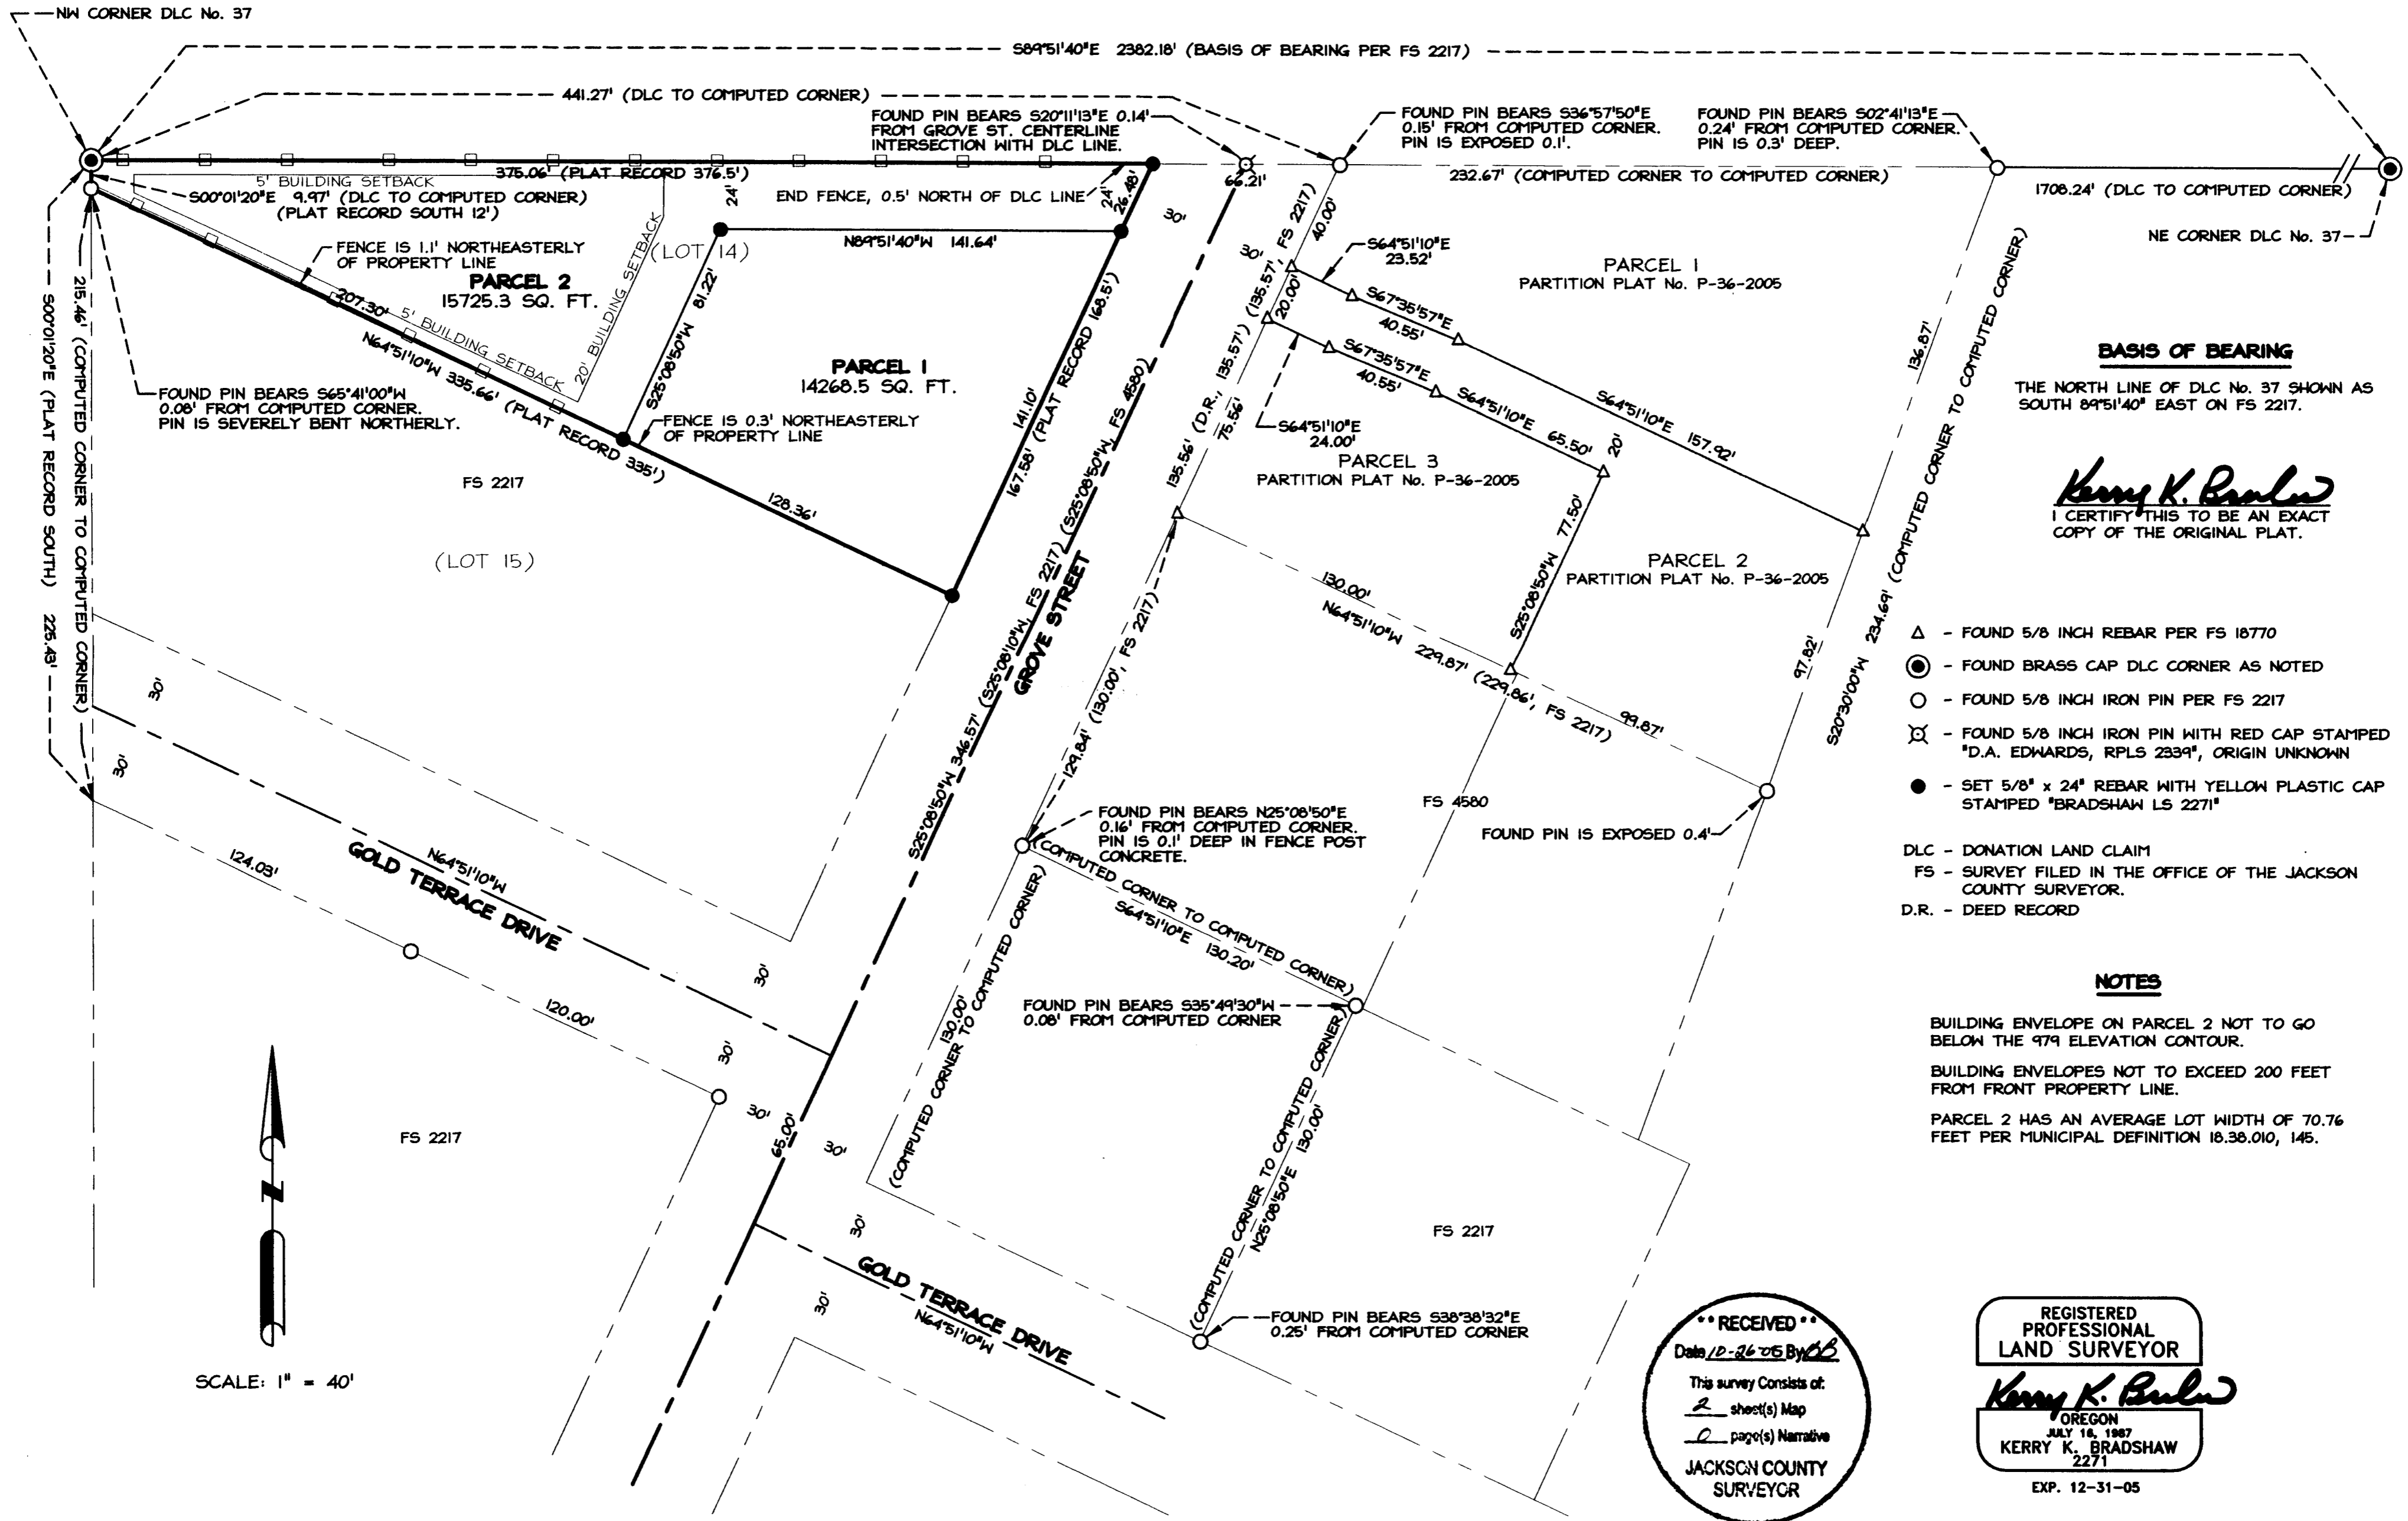 NW CORNER DLC No. 37
S89°51'40"E 2382.18' (BASIS OF BEARING PER FS 2217)
441.27' (DLC TO COMPUTED CORNER)
FOUND PIN BEARS S20°11'13"E 0.14'
FROM GROVE ST. CENTERLINE
INTERSECTION WITH DLC LINE.
FOUND PIN BEARS S36°57'50"E
0.15' FROM COMPUTED CORNER.
PIN IS EXPOSED 0.1'.
FOUND PIN BEARS S02°41'13"E
0.24' FROM COMPUTED CORNER.
PIN IS 0.3' DEEP.
375.06' (PLAT RECORD 376.5')
66.21'
232.67' (COMPUTED CORNER TO COMPUTED CORNER)
1708.24' (DLC TO COMPUTED CORNER)
NE CORNER DLC No. 37
5' BUILDING SETBACK
S00°01'20"E 9.97' (DLC TO COMPUTED CORNER)
(PLAT RECORD SOUTH 12')
24'
END FENCE, 0.5' NORTH OF DLC LINE
24'
26.48'
30'
30'
FENCE IS 1.1' NORTHEASTERLY
OF PROPERTY LINE
(LOT 14)
N89°51'40"W 141.64'
PARCEL 2
15725.3 SQ. FT.
20' BUILDING SETBACK
5' BUILDING SETBACK
207.30'
N64°51'10"W 335.66' (PLAT RECORD 335')
S25°08'50"W 81.22'
PARCEL 1
14268.5 SQ. FT.
FENCE IS 0.3' NORTHEASTERLY
OF PROPERTY LINE
128.36'
141.10'
167.58' (PLAT RECORD 168.5')
FOUND PIN BEARS S65°41'00"W
0.08' FROM COMPUTED CORNER.
PIN IS SEVERELY BENT NORTHERLY.
S00°01'20"E (PLAT RECORD SOUTH) 225.43'
215.46' (COMPUTED CORNER TO COMPUTED CORNER)
FS 2217
(LOT 15)
S25°08'50"W 346.57' (S25°08'10"W, FS 2217) (S25°08'50"W, FS 4580)
GROVE STREET
40.00'
20.00'
75.56'
135.56' (D.R., 135.57') (135.57', FS 2217)
S64°51'10"E
23.52'
S67°35'57"E
40.55'
S64°51'10"E 157.92'
PARCEL 1
PARTITION PLAT No. P-36-2005
S64°51'10"E
24.00'
S67°35'57"E
40.55'
S64°51'10"E 65.50'
20'
PARCEL 3
PARTITION PLAT No. P-36-2005
S25°08'50"W 77.50'
PARCEL 2
PARTITION PLAT No. P-36-2005
136.87'
97.82'
S20°30'00"W 234.69' (COMPUTED CORNER TO COMPUTED CORNER)
130.00'
N64°51'10"W 229.87' (229.86', FS 2217)
99.87'
129.84' (130.00', FS 2217)
FOUND PIN BEARS N25°08'50"E
0.16' FROM COMPUTED CORNER.
PIN IS 0.1' DEEP IN FENCE POST
CONCRETE.
FS 4580
FOUND PIN IS EXPOSED 0.4'
(COMPUTED CORNER TO COMPUTED CORNER)
S64°51'10"E 130.20'
130.00'
(COMPUTED CORNER TO COMPUTED CORNER)
FOUND PIN BEARS S35°49'30"W
0.08' FROM COMPUTED CORNER
(COMPUTED CORNER TO COMPUTED CORNER)
N25°08'50"E 130.00'
FOUND PIN BEARS S38°38'32"E
0.25' FROM COMPUTED CORNER
FS 2217
30'
30'
N64°51'10"W
GOLD TERRACE DRIVE
124.03'
120.00'
30'
30'
30'
30'
65.00'
FS 2217
30'
30'
GOLD TERRACE DRIVE
N64°51'10"W
N
SCALE: 1" = 40'
BASIS OF BEARING
THE NORTH LINE OF DLC No. 37 SHOWN AS
SOUTH 89°51'40" EAST ON FS 2217.
I CERTIFY THIS TO BE AN EXACT
COPY OF THE ORIGINAL PLAT.
- FOUND 5/8 INCH REBAR PER FS 18770
- FOUND BRASS CAP DLC CORNER AS NOTED
- FOUND 5/8 INCH IRON PIN PER FS 2217
- FOUND 5/8 INCH IRON PIN WITH RED CAP STAMPED
"D.A. EDWARDS, RPLS 2339", ORIGIN UNKNOWN
- SET 5/8" x 24" REBAR WITH YELLOW PLASTIC CAP
STAMPED "BRADSHAW LS 2271"
DLC - DONATION LAND CLAIM
FS - SURVEY FILED IN THE OFFICE OF THE JACKSON
COUNTY SURVEYOR.
D.R. - DEED RECORD
NOTES
BUILDING ENVELOPE ON PARCEL 2 NOT TO GO
BELOW THE 979 ELEVATION CONTOUR.
BUILDING ENVELOPES NOT TO EXCEED 200 FEET
FROM FRONT PROPERTY LINE.
PARCEL 2 HAS AN AVERAGE LOT WIDTH OF 70.76
FEET PER MUNICIPAL DEFINITION 18.38.010, 145.
** RECEIVED **
Date 10-26-05 By
This survey Consists of:
2 sheet(s) Map
0 page(s) Narrative
JACKSON COUNTY
SURVEYOR
REGISTERED
PROFESSIONAL
LAND SURVEYOR
OREGON
JULY 16, 1987
KERRY K. BRADSHAW
2271
EXP. 12-31-05